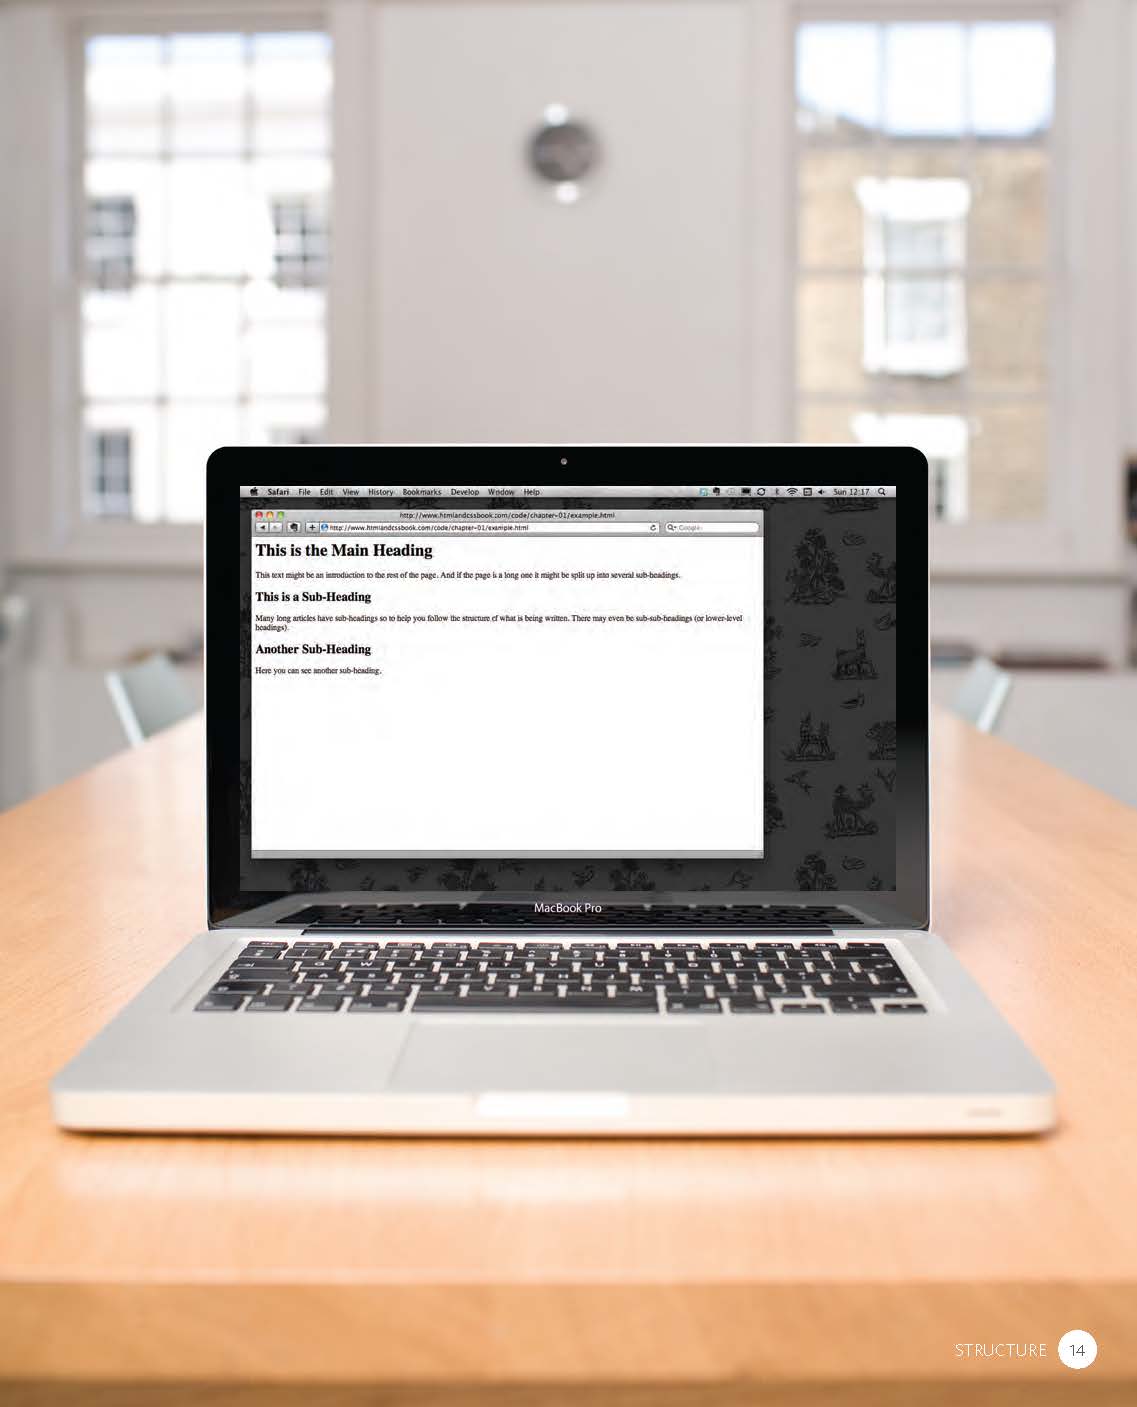 Safari File Edit View History Bookmarks Develop Window Help Sun 12:17
http://www.htmlandcssbook.com/code/chapter-01/example.html
http://www.htmlandcssbook.com/code/chapter-01/example.html Google
This is the Main Heading
This text might be an introduction to the rest of the page. And if the page is a long one it might be split up into several sub-headings.
This is a Sub-Heading
Many long articles have sub-headings so to help you follow the structure of what is being written. There may even be sub-sub-headings (or lower-level
headings).
Another Sub-Heading
Here you can see another sub-heading.
MacBook Pro
STRUCTURE 14